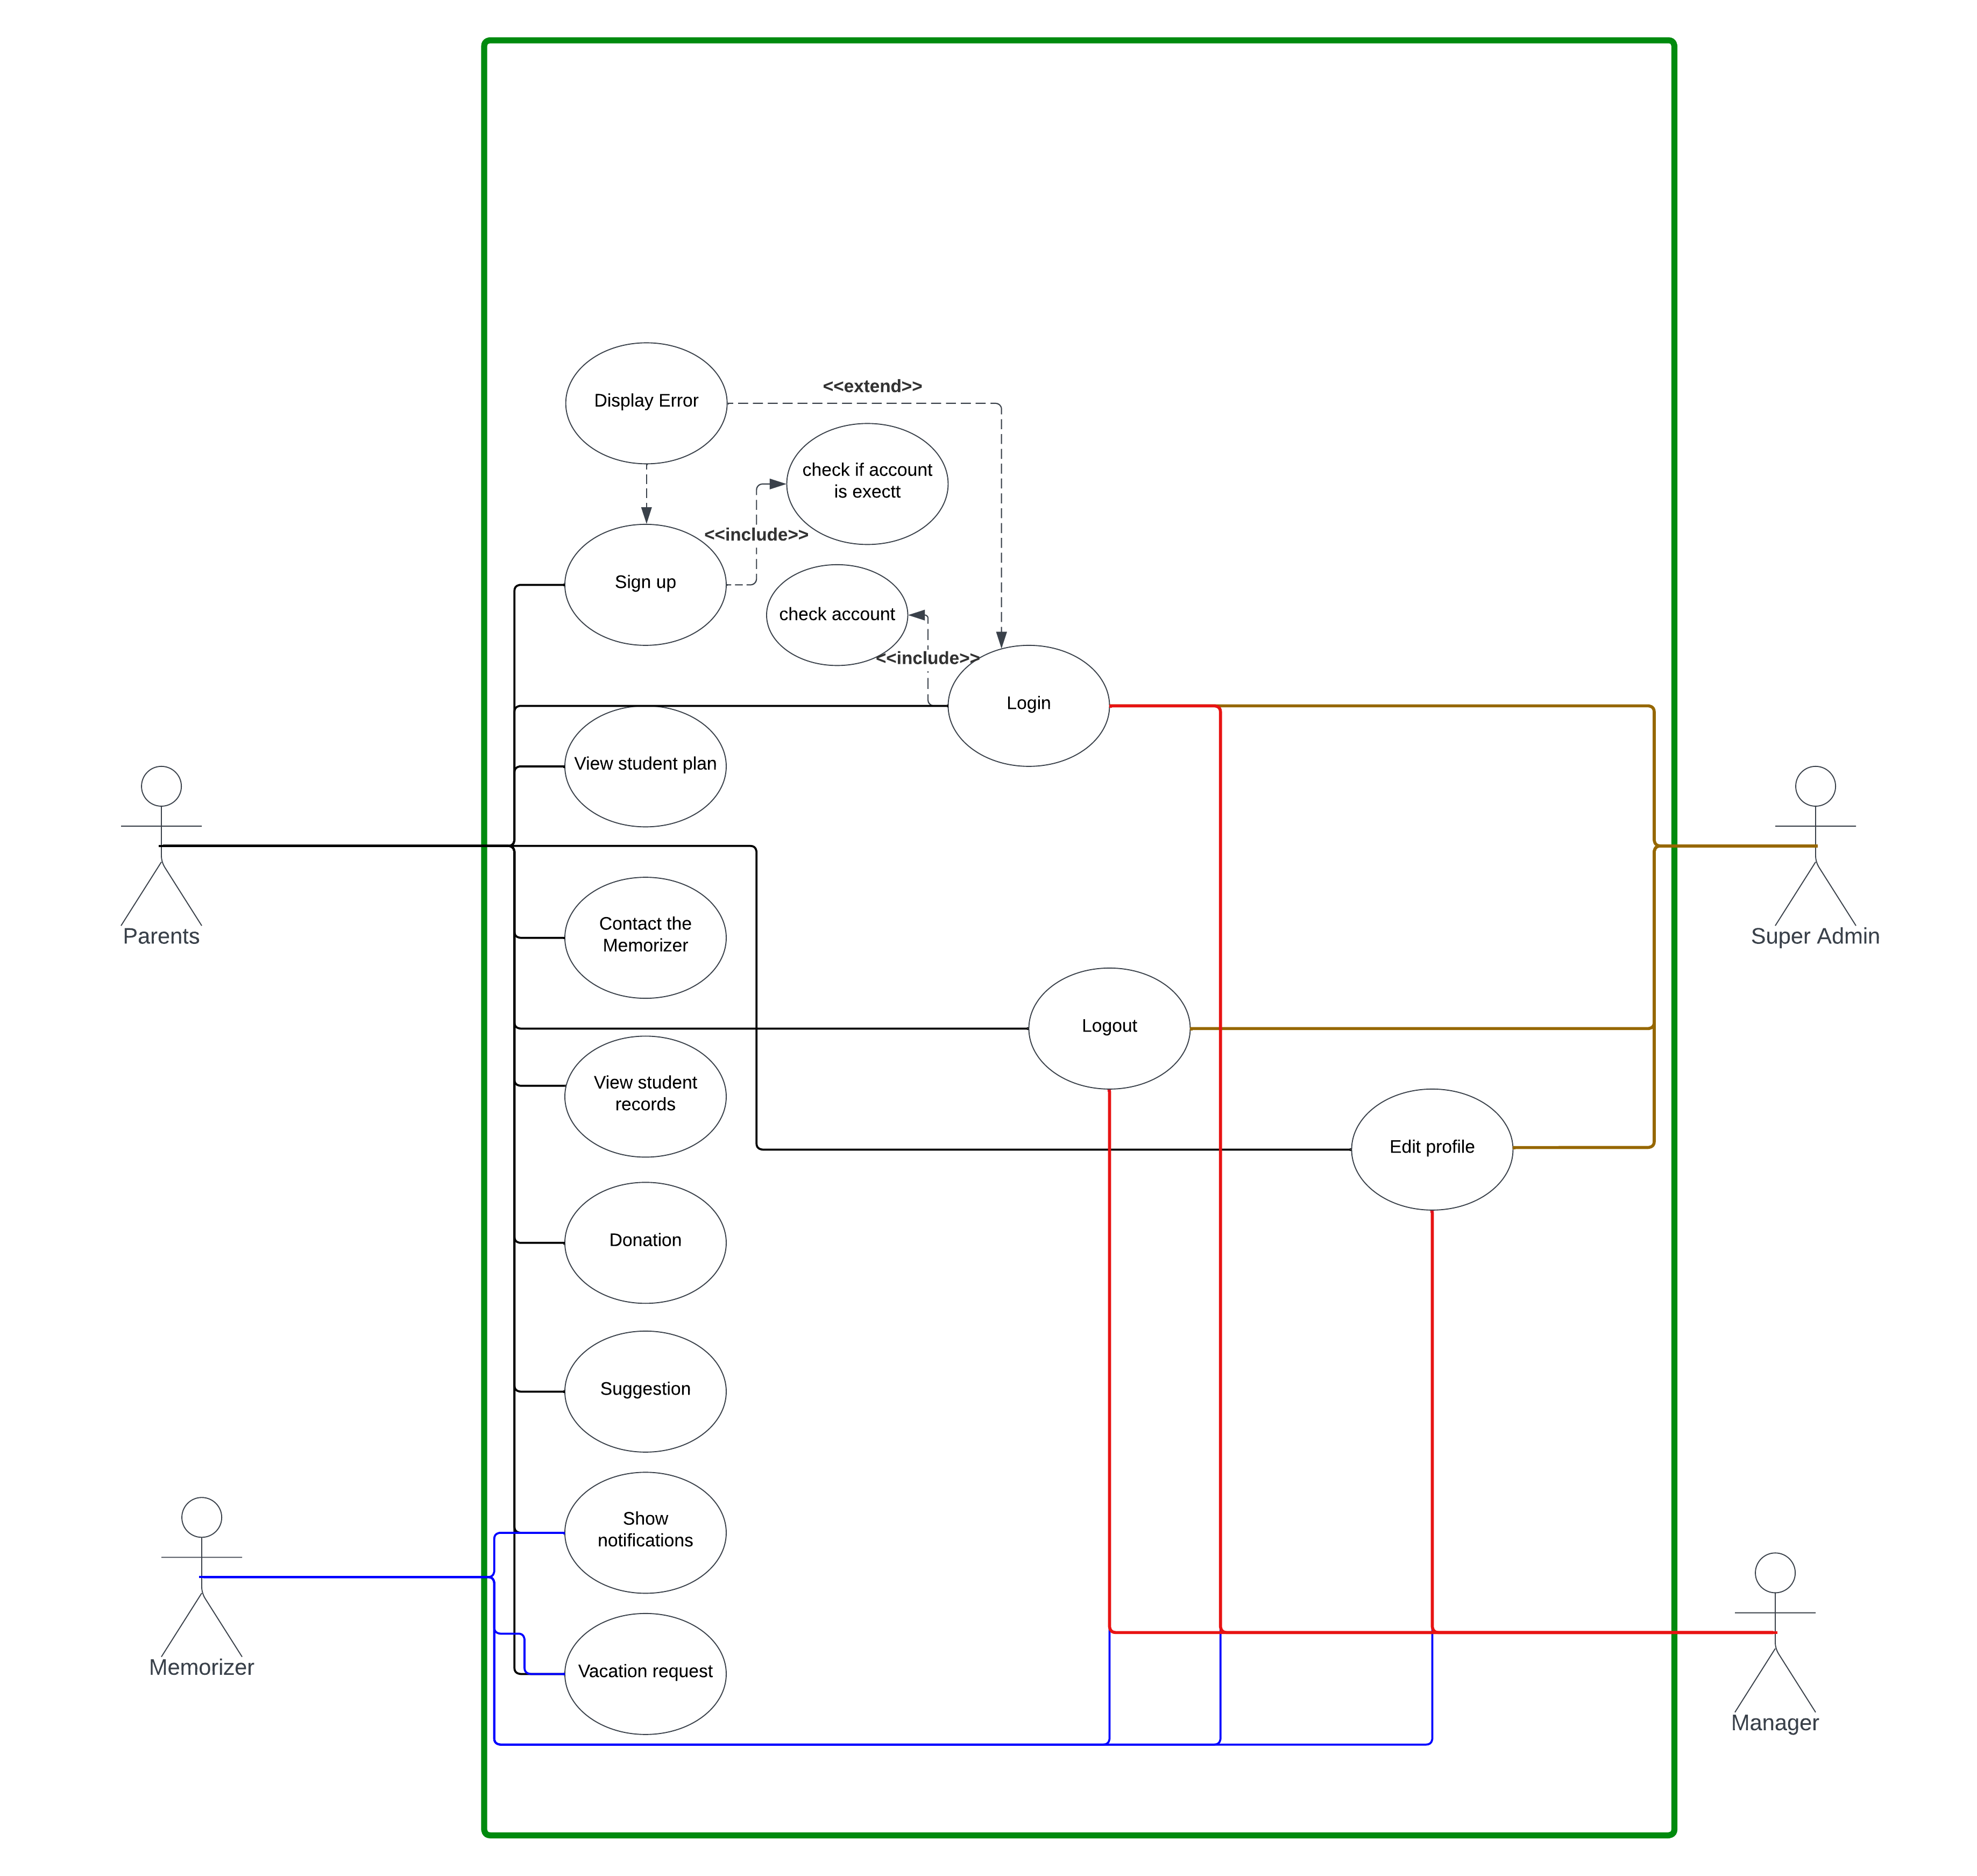 Display Error
<<extend>>
check if account
is exectt
<<include>>
Sign up
check account
<<include>>
Login
View student plan
Parents
Super Admin
Contact the
Memorizer
Logout
View student
records
Edit profile
Donation
Suggestion
Show
notifications
Memorizer
Vacation request
Manager